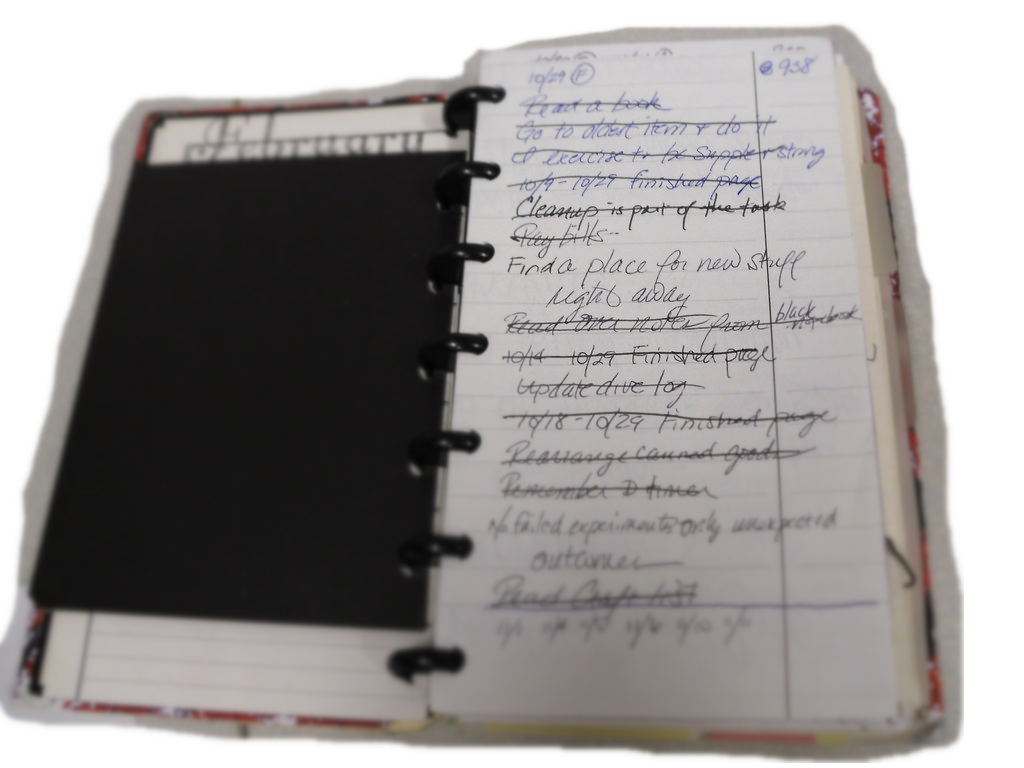 February
10/29 F
938
Read a book
Go to oldest item & do it
I exercise to be Supple & strong
10/9 - 10/29 Finished page
Cleanup is part of the task
Pay bills
Find a place for new stuff
right away
Read over notes from black notebook
10/14 - 10/29 Finished page
Update dive log
10/18 - 10/29 Finished page
Rearrange canned goods
Remember D timer
No failed experiments only unexpected
outcomes
Read Craft list